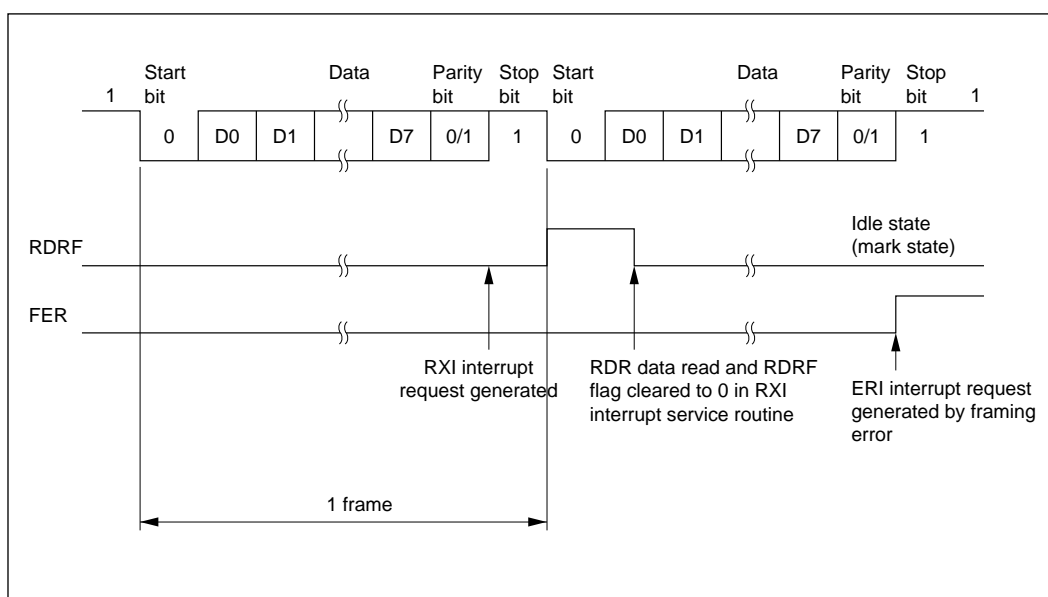 Start bit
Data
Parity bit
Stop bit
Start bit
Data
Parity bit
Stop bit
1
1
0
D0
D1
D7
0/1
1
0
D0
D1
D7
0/1
1
RDRF
Idle state
(mark state)
FER
RXI interrupt
request generated
RDR data read and RDRF
flag cleared to 0 in RXI
interrupt service routine
ERI interrupt request
generated by framing
error
1 frame